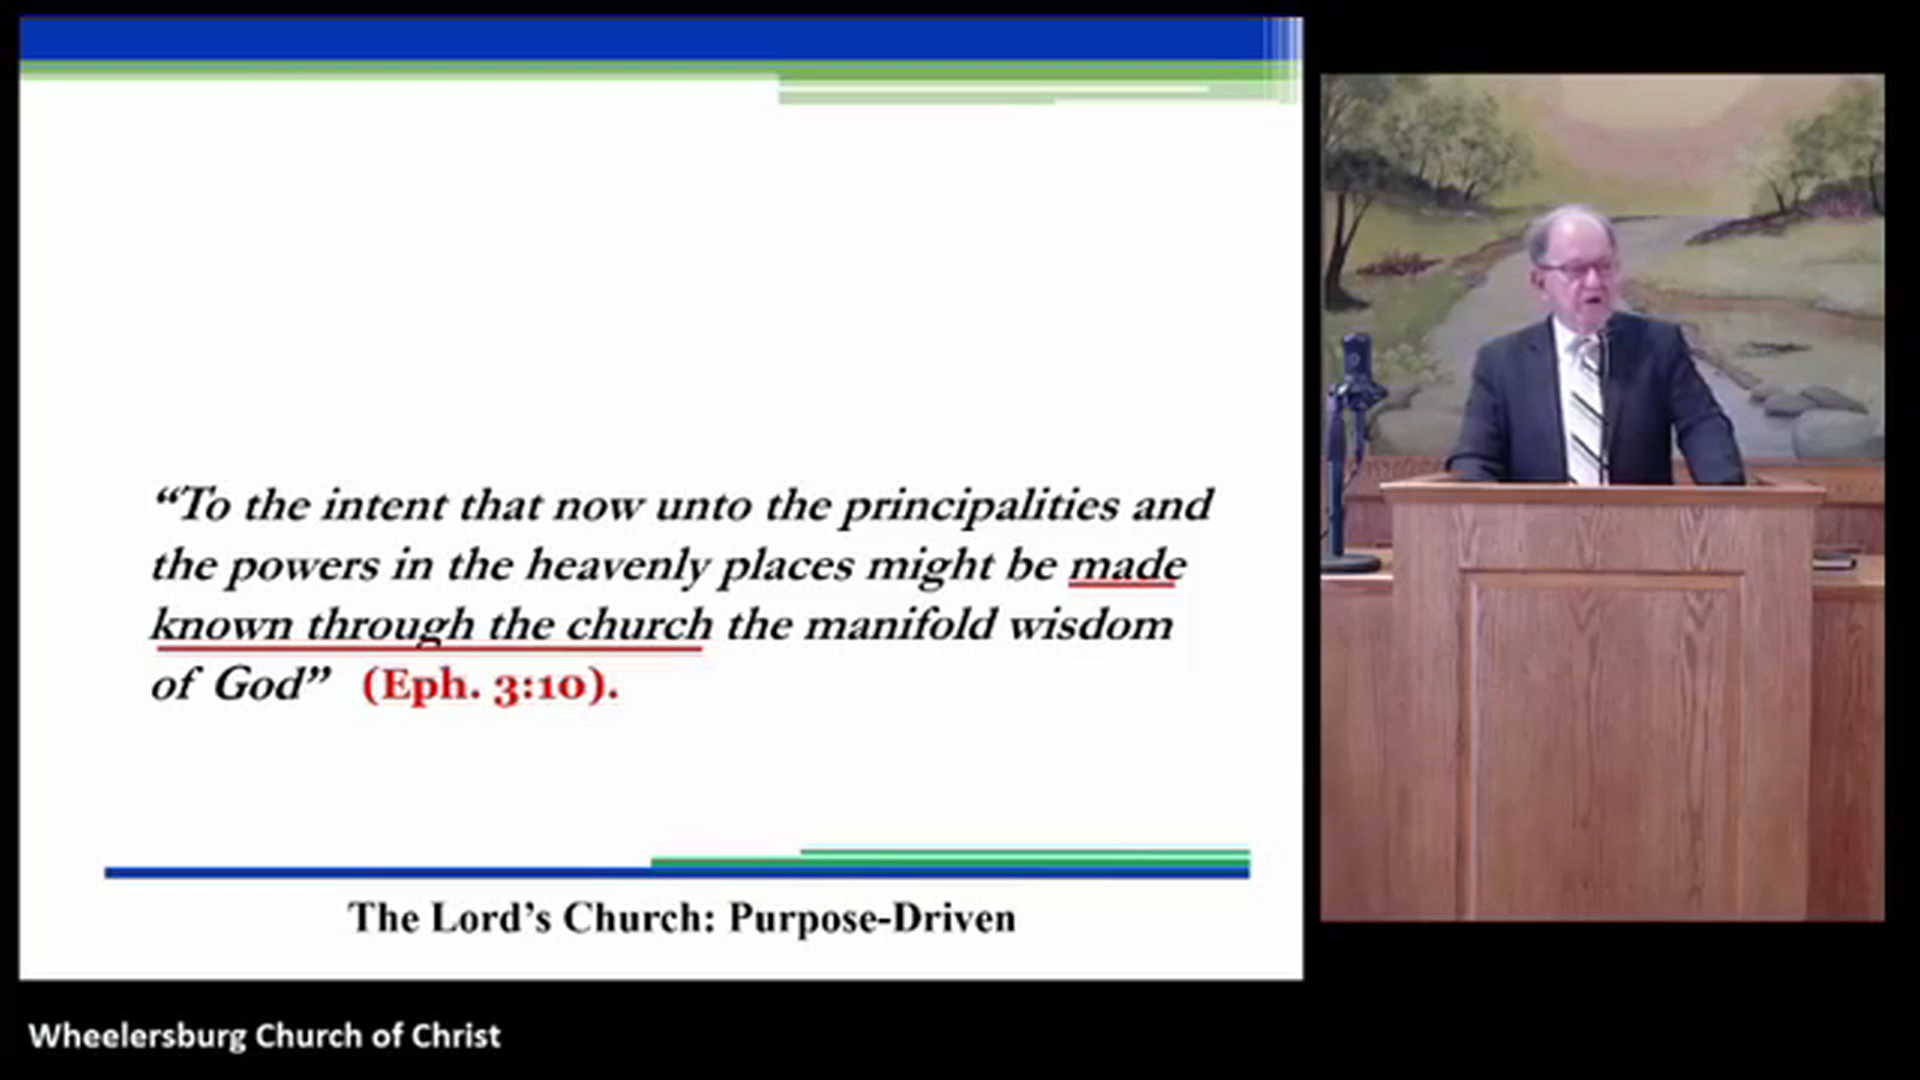 “To the intent that now unto the principalities and
the powers in the heavenly places might be made
known through the church the manifold wisdom
of God” (Eph. 3:10).
The Lord’s Church: Purpose-Driven
Wheelersburg Church of Christ